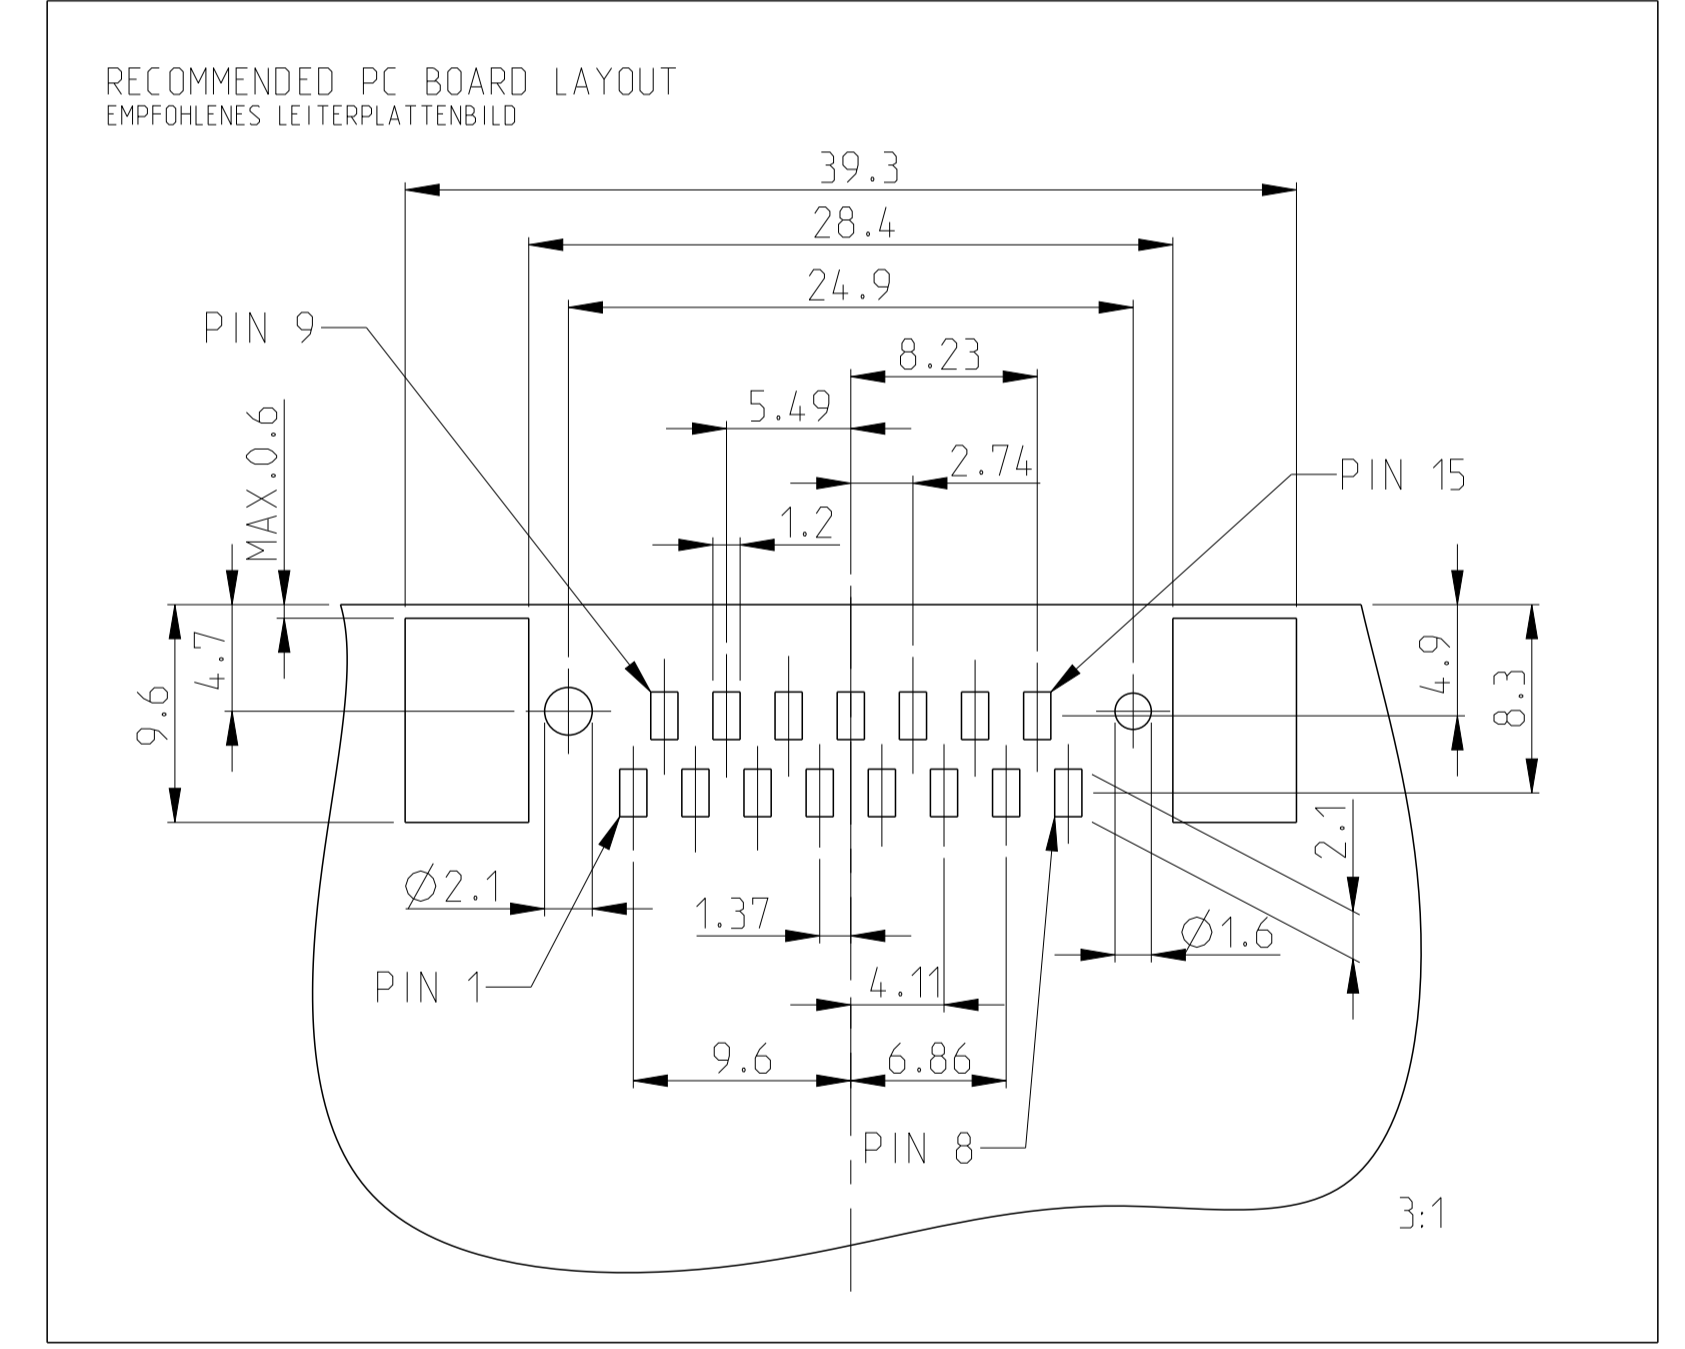 RECOMMENDED PC BOARD LAYOUT
EMPFOHLENES LEITERPLATTENBILD
39.3
28.4
24.9
PIN 9
8.23
5.49
MAX.0.6
2.74
PIN 15
1.2
4.7
9.6
4.9
8.3
2.1
Ø2.1
1.37
Ø1.6
PIN 1
4.11
9.6
6.86
PIN 8
3:1